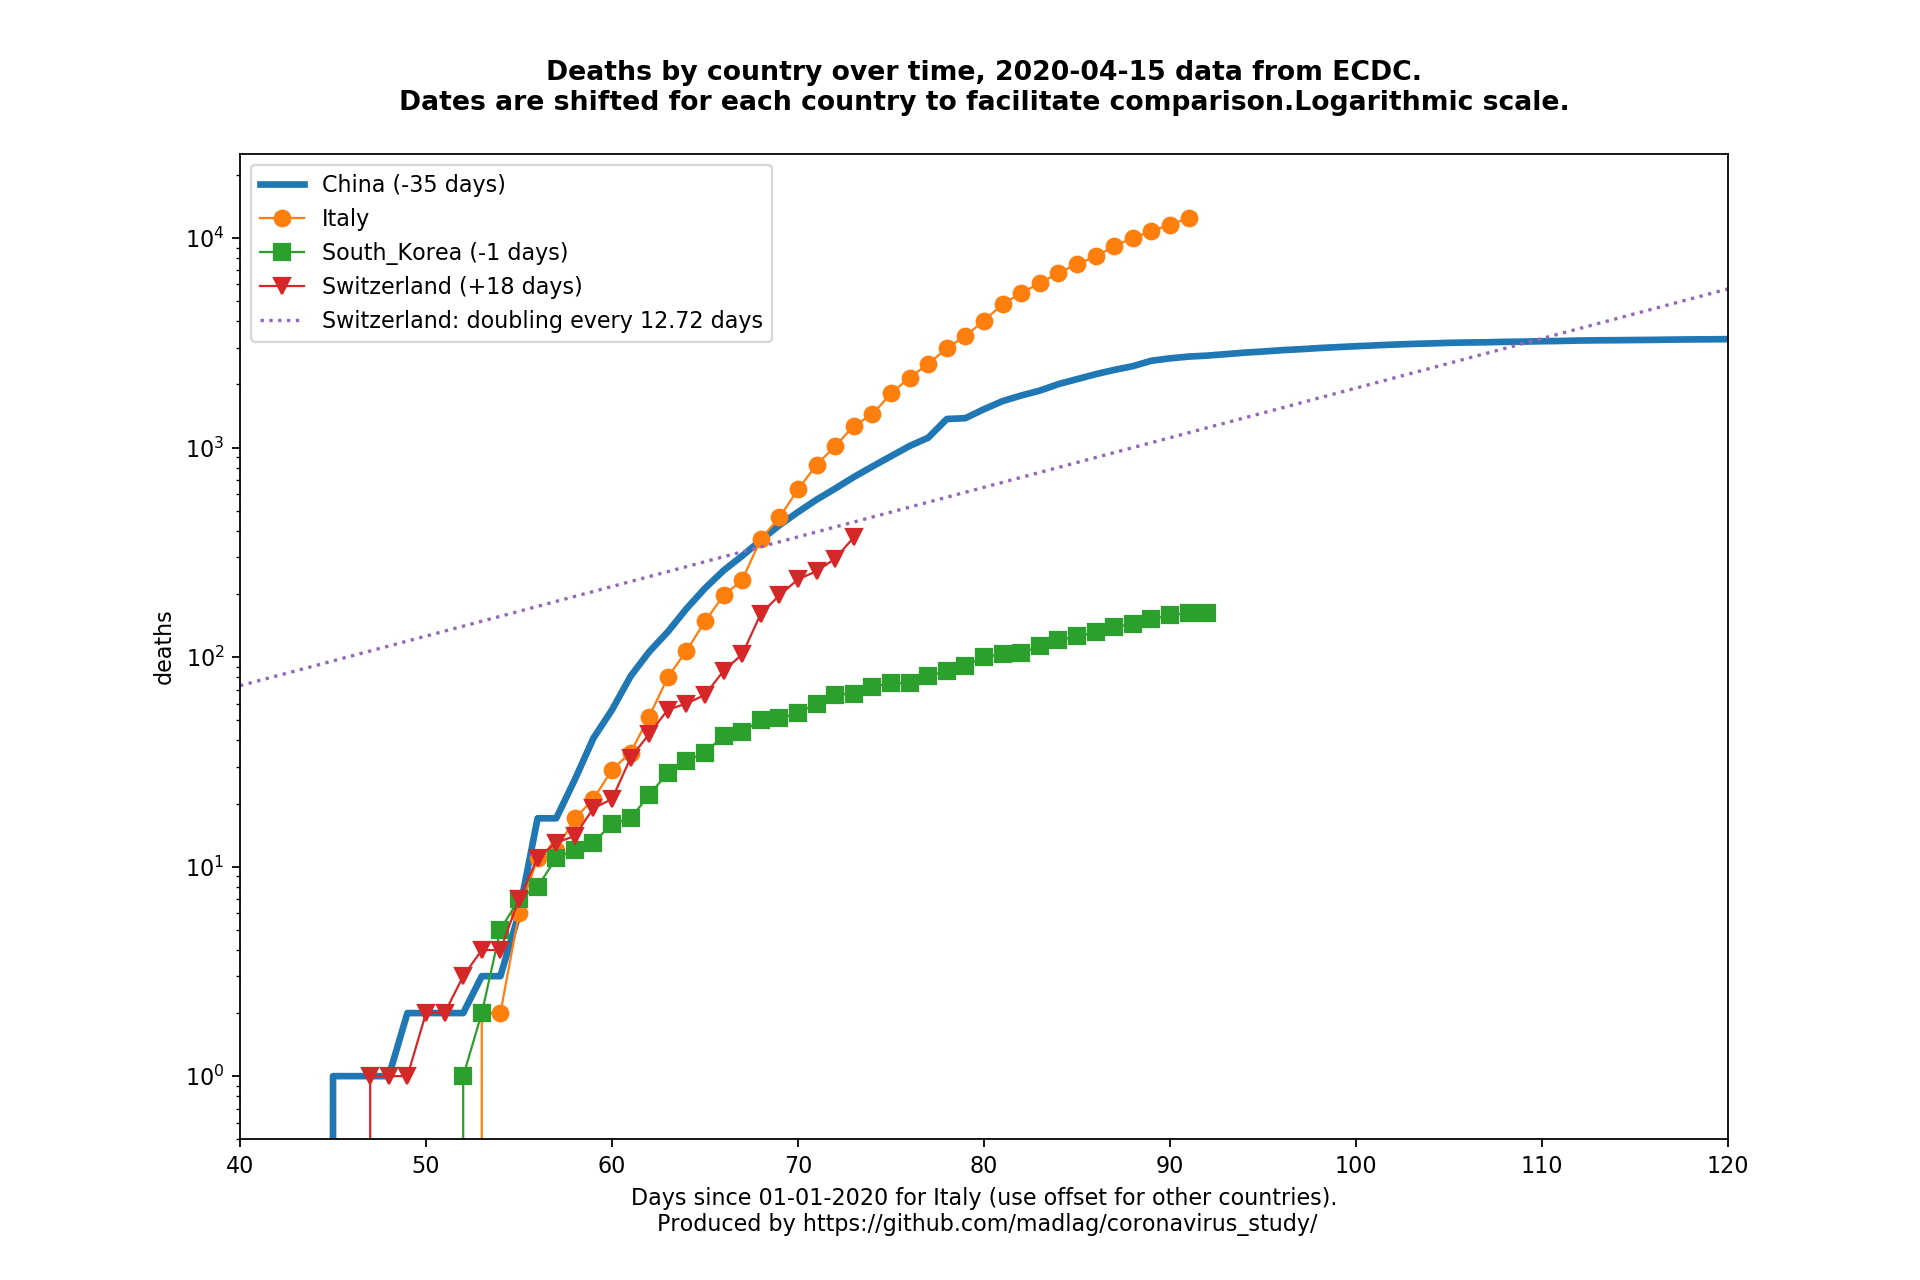 Deaths by country over time, 2020-04-15 data from ECDC.
Dates are shifted for each country to facilitate comparison.Logarithmic scale.
China (-35 days)
Italy
South_Korea (-1 days)
Switzerland (+18 days)
Switzerland: doubling every 12.72 days
deaths
10⁴
10³
10²
10¹
10⁰
40 50 60 70 80 90 100 110 120
Days since 01-01-2020 for Italy (use offset for other countries).
Produced by https://github.com/madlag/coronavirus_study/